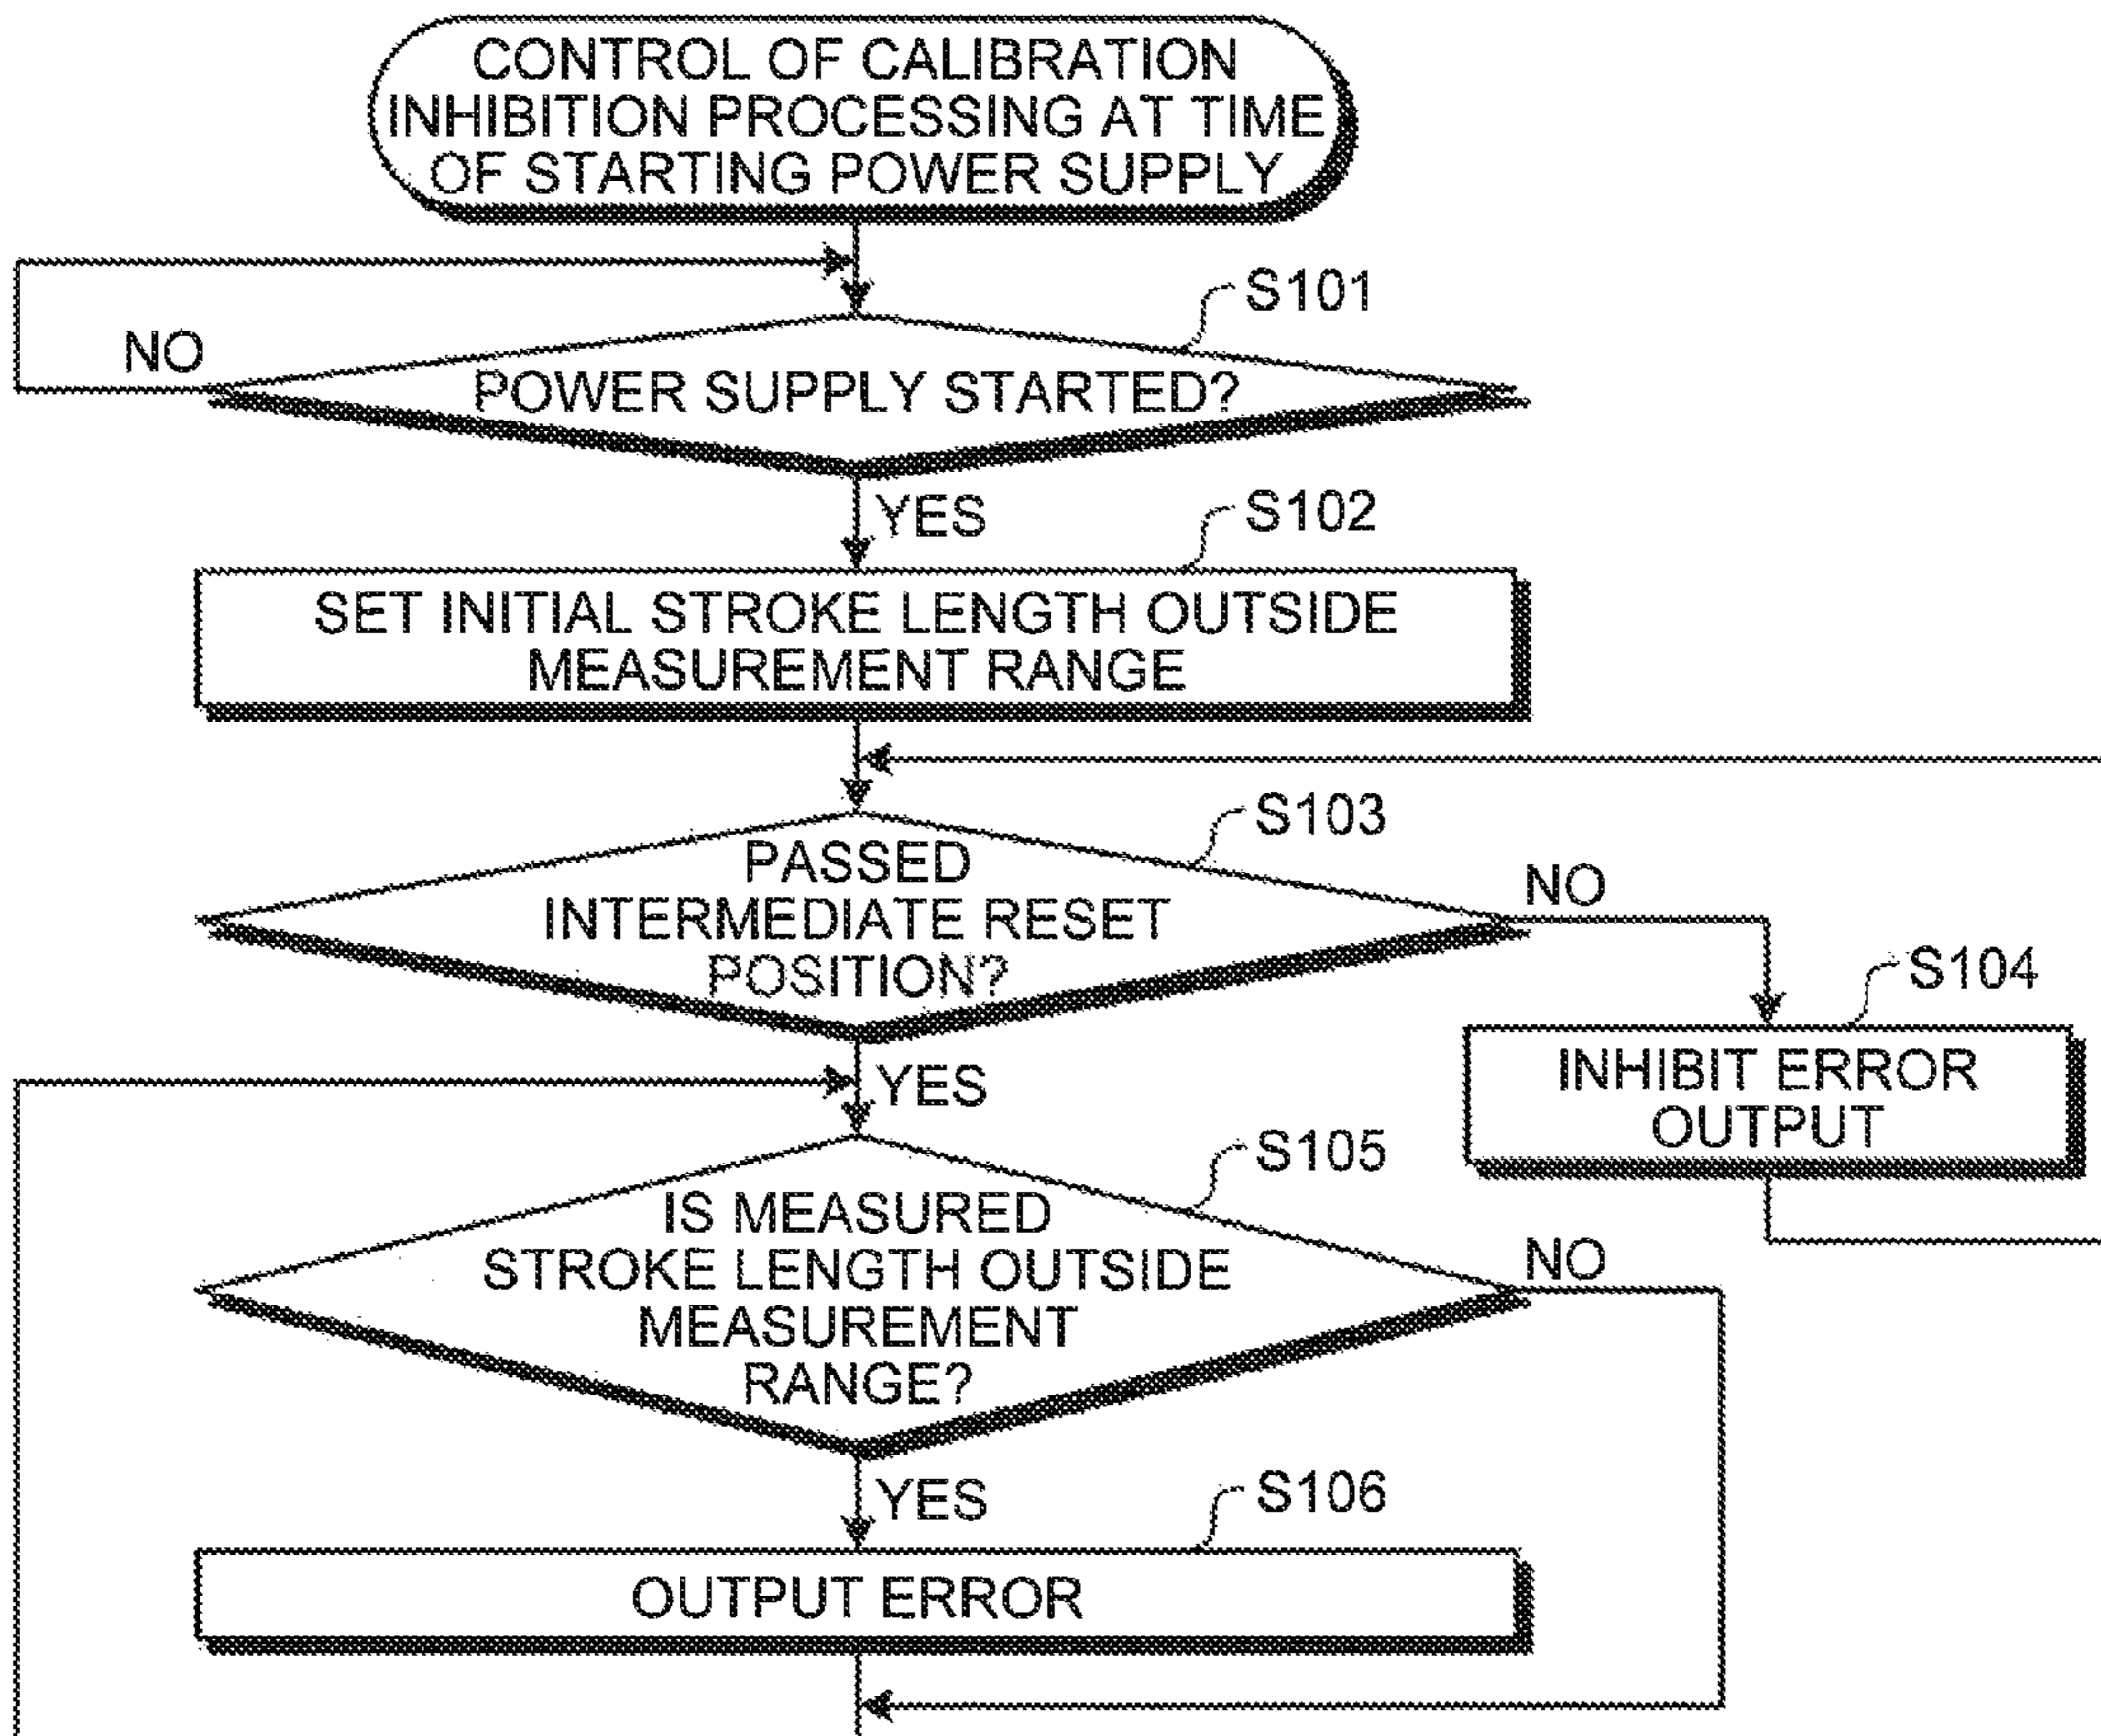 CONTROL OF CALIBRATION
INHIBITION PROCESSING AT TIME
OF STARTING POWER SUPPLY
S101
NO
POWER SUPPLY STARTED?
YES
S102
SET INITIAL STROKE LENGTH OUTSIDE
MEASUREMENT RANGE
S103
PASSED
INTERMEDIATE RESET
POSITION?
NO
S104
INHIBIT ERROR
OUTPUT
YES
S105
IS MEASURED
STROKE LENGTH OUTSIDE
MEASUREMENT
RANGE?
NO
YES
S106
OUTPUT ERROR